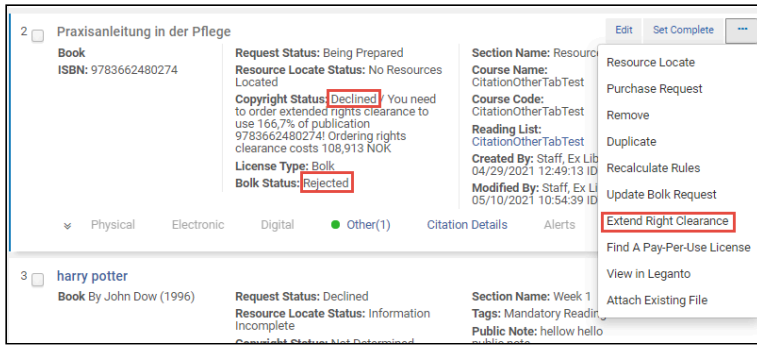 2 Praxisanleitung in der Pflege
Edit Set Complete ...
Book
ISBN: 9783662480274
Request Status: Being Prepared
Resource Locate Status: No Resources
Located
Copyright Status: Declined / You need
to order extended rights clearance to
use 166,7% of publication
9783662480274! Ordering rights
clearance costs 108,913 NOK
License Type: Bolk
Bolk Status: Rejected
Section Name: Resource
Course Name:
CitationOtherTabTest
Course Code:
CitationOtherTabTest
Reading List:
CitationOtherTabTest
Created By: Staff, Ex Lib
04/29/2021 12:49:13 ID
Modified By: Staff, Ex Li
05/10/2021 10:54:39 ID
Resource Locate
Purchase Request
Remove
Duplicate
Recalculate Rules
Update Bolk Request
Extend Right Clearance
Find A Pay-Per-Use License
View in Leganto
Attach Existing File
Physical Electronic Digital Other(1) Citation Details Alerts
3 harry potter
Book By John Dow (1996)
Request Status: Declined
Resource Locate Status: Information
Incomplete
Copyright Status: Not Determined
Section Name: Week 1
Tags: Mandatory Reading
Public Note: hellow hello
public note